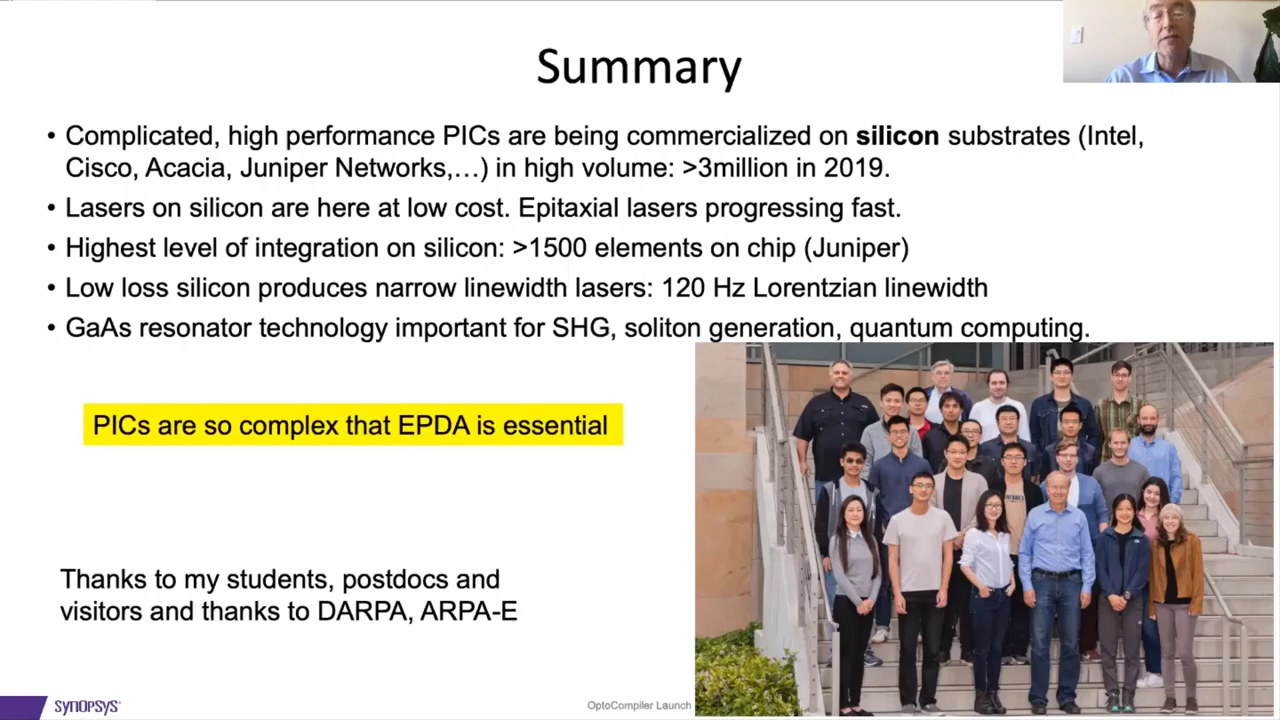 Summary
• Complicated, high performance PICs are being commercialized on silicon substrates (Intel,
Cisco, Acacia, Juniper Networks,…) in high volume: >3million in 2019.
• Lasers on silicon are here at low cost. Epitaxial lasers progressing fast.
• Highest level of integration on silicon: >1500 elements on chip (Juniper)
• Low loss silicon produces narrow linewidth lasers: 120 Hz Lorentzian linewidth
• GaAs resonator technology important for SHG, soliton generation, quantum computing.
PICs are so complex that EPDA is essential
Thanks to my students, postdocs and
visitors and thanks to DARPA, ARPA-E
SYNOPSYS
OptoCompiler Launch